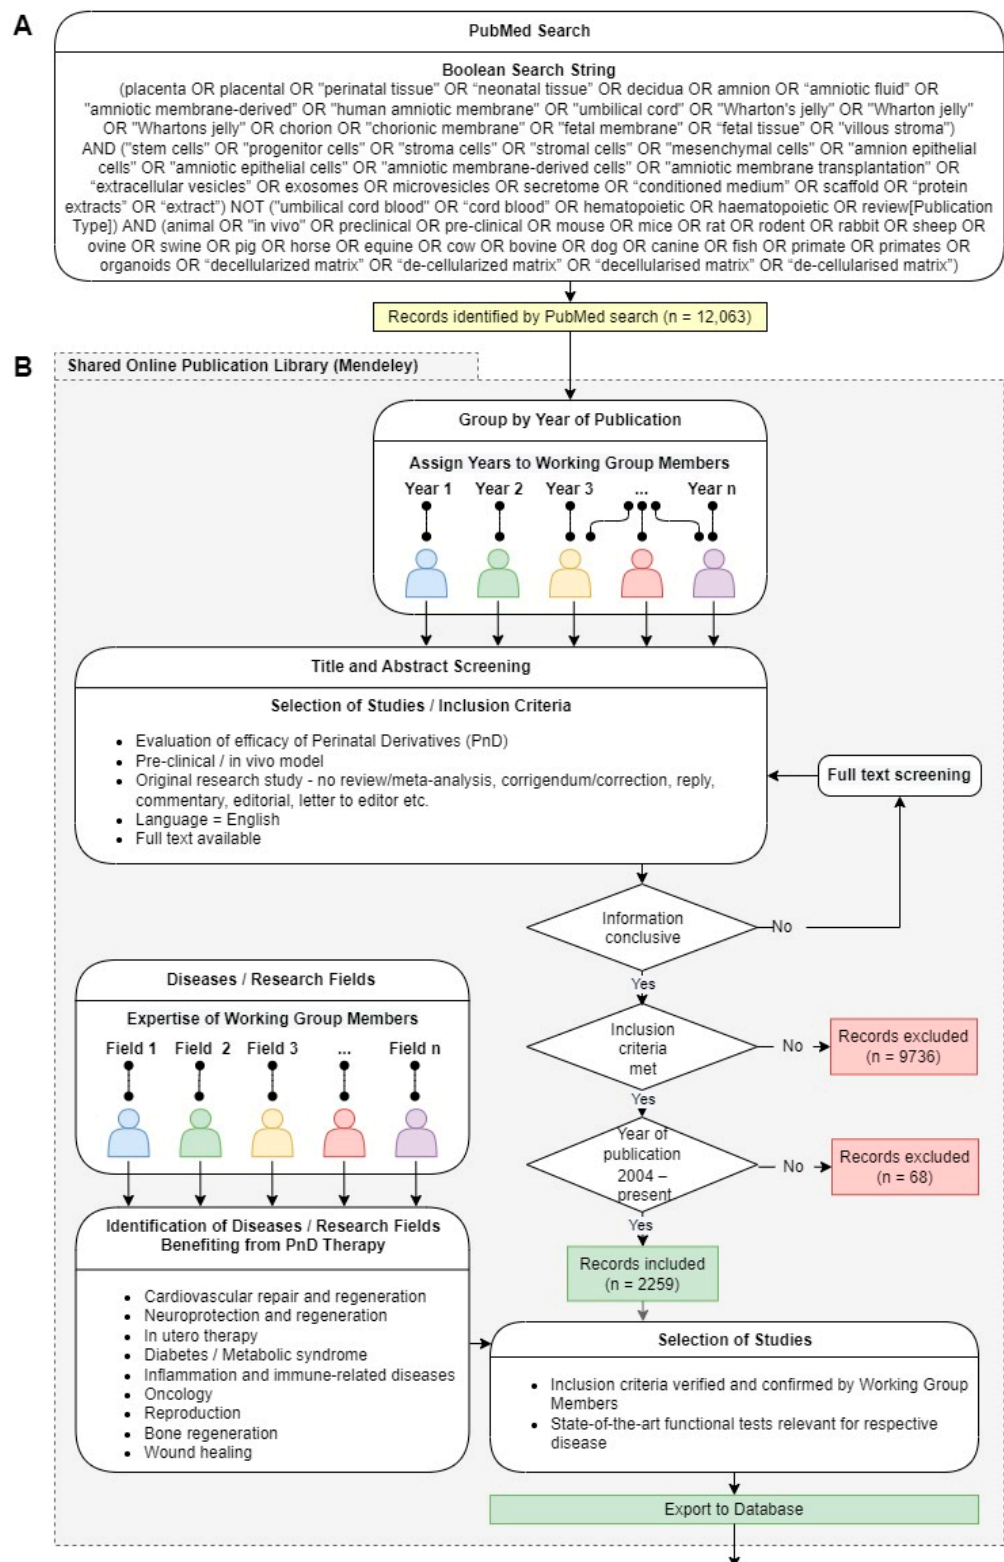 A
PubMed Search
Boolean Search String
(placenta OR placental OR "perinatal tissue" OR “neonatal tissue” OR decidua OR amnion OR “amniotic fluid” OR
"amniotic membrane-derived" OR "human amniotic membrane" OR "umbilical cord" OR "Wharton's jelly" OR "Wharton jelly"
OR "Whartons jelly" OR chorion OR "chorionic membrane" OR "fetal membrane" OR “fetal tissue” OR "villous stroma")
AND ("stem cells" OR "progenitor cells" OR "stroma cells" OR "stromal cells" OR "mesenchymal cells" OR "amnion epithelial
cells" OR "amniotic epithelial cells" OR "amniotic membrane-derived cells" OR "amniotic membrane transplantation" OR
“extracellular vesicles” OR exosomes OR microvesicles OR secretome OR “conditioned medium” OR scaffold OR “protein
extracts” OR “extract”) NOT ("umbilical cord blood" OR “cord blood” OR hematopoietic OR haematopoietic OR review[Publication
Type]) AND (animal OR "in vivo" OR preclinical OR pre-clinical OR mouse OR mice OR rat OR rodent OR rabbit OR sheep OR
ovine OR swine OR pig OR horse OR equine OR cow OR bovine OR dog OR canine OR fish OR primate OR primates OR
organoids OR “decellularized matrix” OR “de-cellularized matrix” OR “decellularised matrix” OR “de-cellularised matrix”)
Records identified by PubMed search (n = 12,063)
B
Shared Online Publication Library (Mendeley)
Group by Year of Publication
Assign Years to Working Group Members
Year 1 Year 2 Year 3 ... Year n
Title and Abstract Screening
Selection of Studies / Inclusion Criteria
• Evaluation of efficacy of Perinatal Derivatives (PnD)
• Pre-clinical / in vivo model
• Original research study - no review/meta-analysis, corrigendum/correction, reply,
commentary, editorial, letter to editor etc.
• Language = English
• Full text available
Full text screening
Information
conclusive
No
Yes
Inclusion
criteria
met
No
Records excluded
(n = 9736)
Yes
Year of
publication
2004 –
present
No
Records excluded
(n = 68)
Yes
Records included
(n = 2259)
Diseases / Research Fields
Expertise of Working Group Members
Field 1 Field 2 Field 3 ... Field n
Identification of Diseases / Research Fields
Benefiting from PnD Therapy
• Cardiovascular repair and regeneration
• Neuroprotection and regeneration
• In utero therapy
• Diabetes / Metabolic syndrome
• Inflammation and immune-related diseases
• Oncology
• Reproduction
• Bone regeneration
• Wound healing
Selection of Studies
• Inclusion criteria verified and confirmed by Working Group
Members
• State-of-the-art functional tests relevant for respective
disease
Export to Database